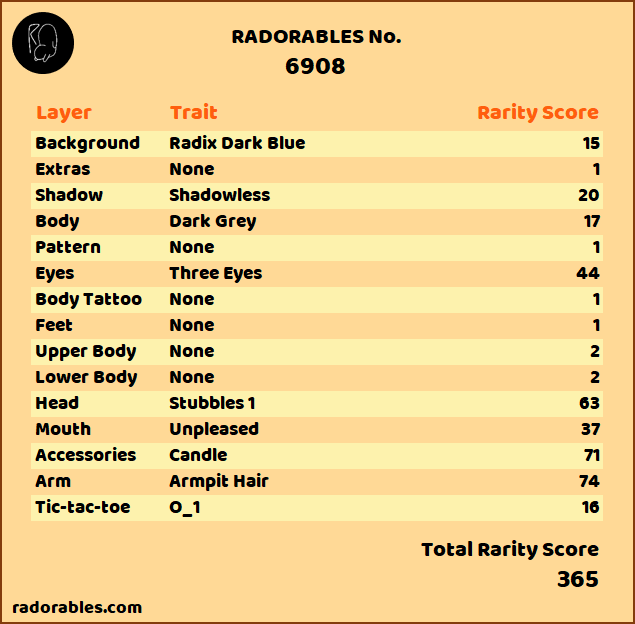 RADORABLES No.
6908
Layer Trait Rarity Score
Background Radix Dark Blue 15
Extras None 1
Shadow Shadowless 20
Body Dark Grey 17
Pattern None 1
Eyes Three Eyes 44
Body Tattoo None 1
Feet None 1
Upper Body None 2
Lower Body None 2
Head Stubbles 1 63
Mouth Unpleased 37
Accessories Candle 71
Arm Armpit Hair 74
Tic-tac-toe O_1 16
Total Rarity Score
365
radorables.com